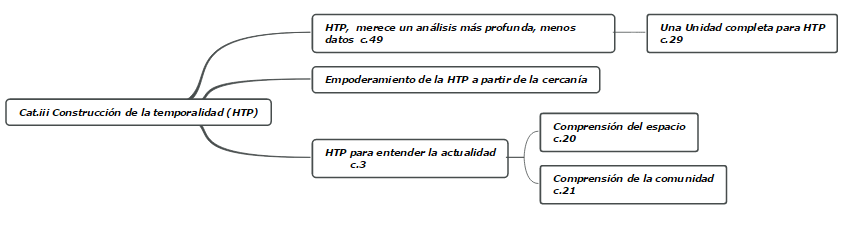 HTP, merece un análisis más profunda, menos
datos c.49
Una Unidad completa para HTP
c.29
Empoderamiento de la HTP a partir de la cercanía
Cat.iii Construcción de la temporalidad (HTP)
HTP para entender la actualidad
c.3
Comprensión del espacio
c.20
Comprensión de la comunidad
c.21